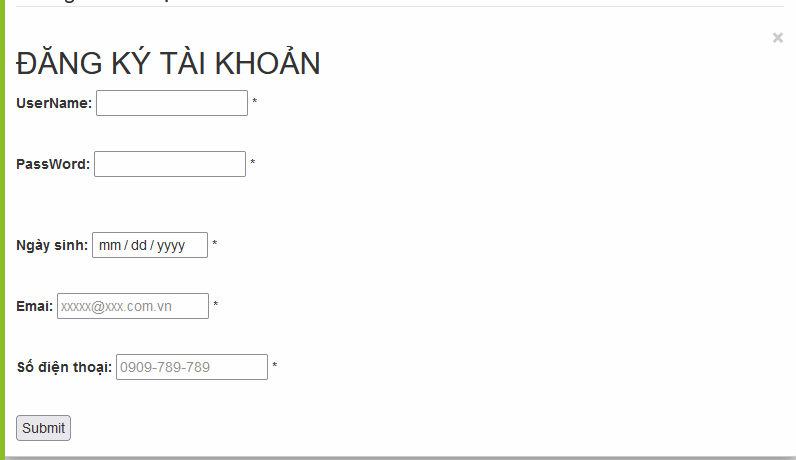 ×
ĐĂNG KÝ TÀI KHOẢN
UserName: *
PassWord: *
Ngày sinh: mm / dd / yyyy *
Emai: xxxxx@xxx.com.vn *
Số điện thoại: 0909-789-789 *
Submit